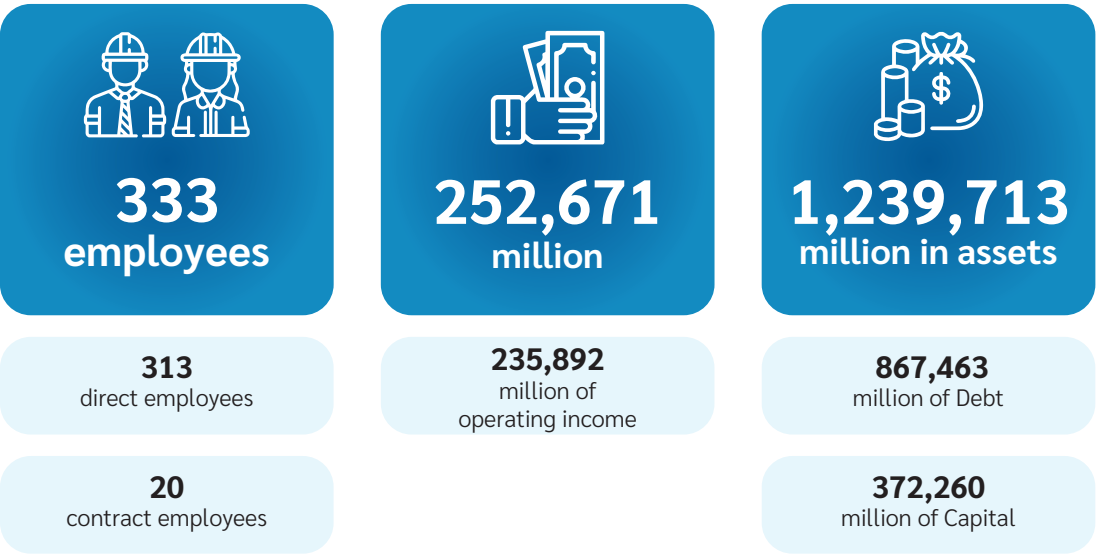 333
employees
313
direct employees
20
contract employees
252,671
million
235,892
million of
operating income
$
1,239,713
million in assets
867,463
million of Debt
372,260
million of Capital